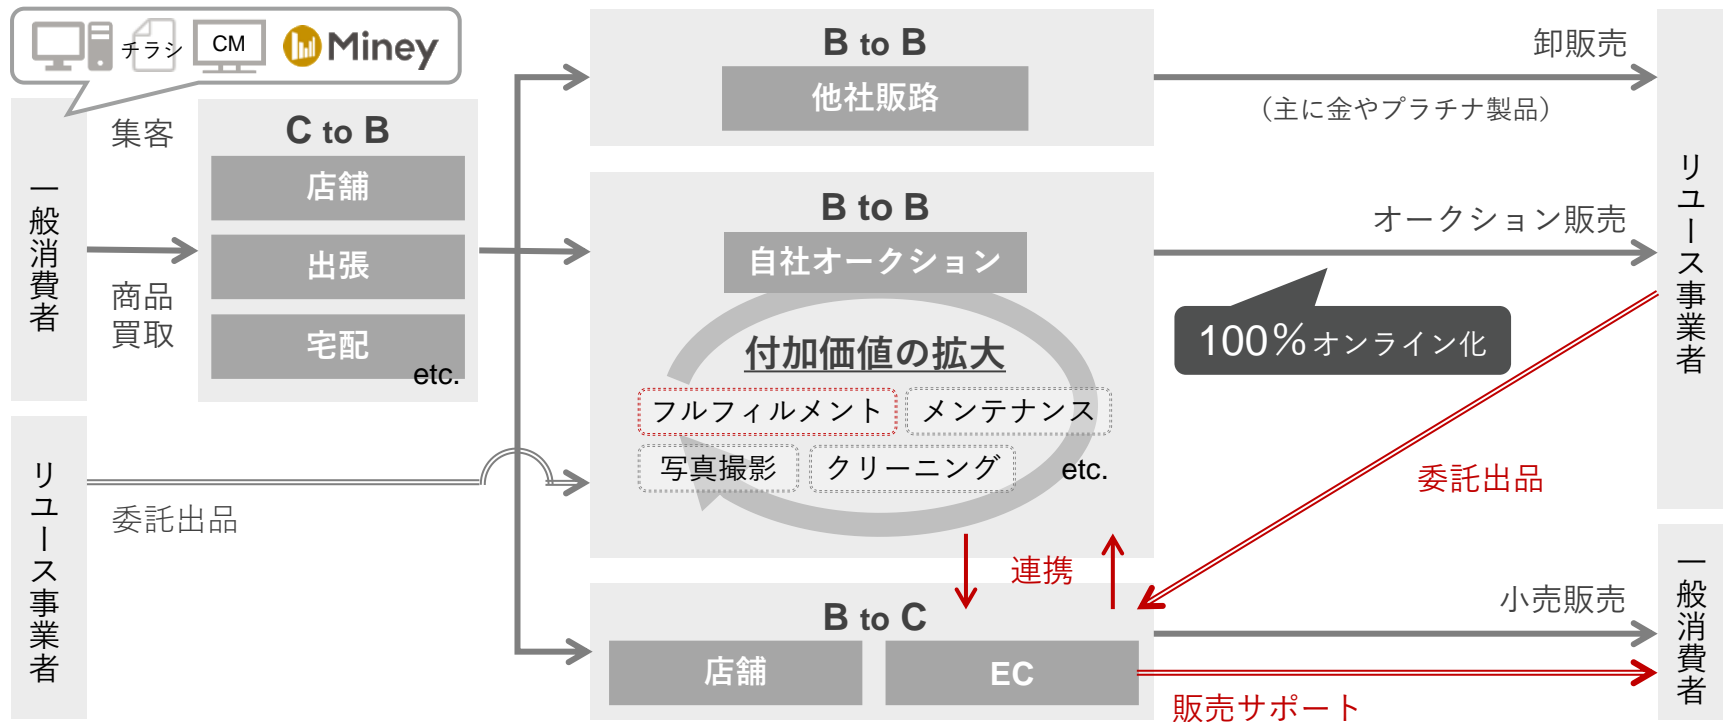 チラシ
CM
Miney
集客
一般消費者
商品
買取
C to B
店舗
出張
宅配
etc.
リユース事業者
委託出品
B to B
他社販路
卸販売
（主に金やプラチナ製品）
B to B
自社オークション
付加価値の拡大
フルフィルメント
メンテナンス
写真撮影
クリーニング
etc.
オークション販売
100％オンライン化
リユース事業者
委託出品
連携
B to C
店舗
EC
小売販売
販売サポート
一般消費者